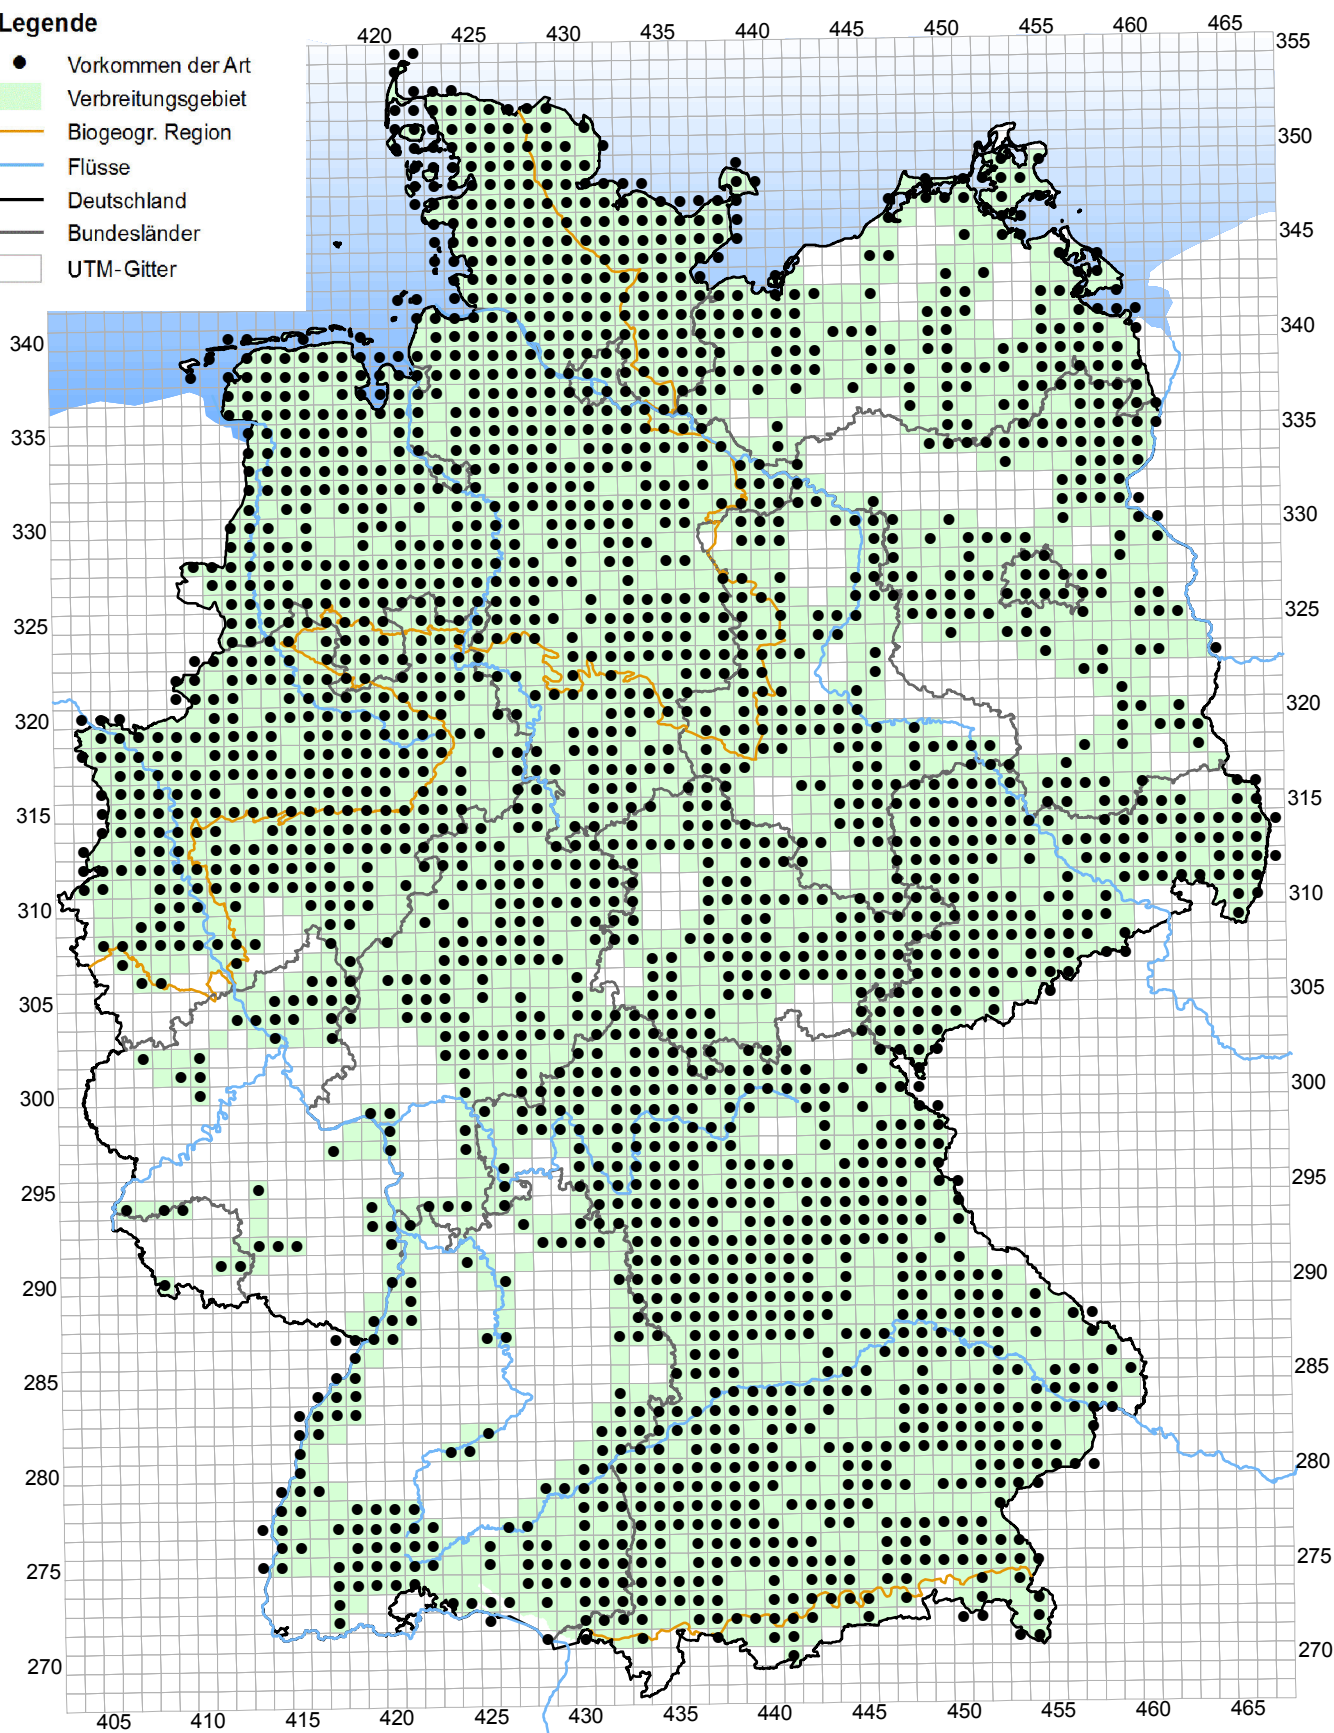 Legende
Vorkommen der Art
Verbreitungsgebiet
Biogeogr. Region
Flüsse
Deutschland
Bundesländer
UTM-Gitter
420 425 430 435 440 445 450 455 460 465
355
350
345
340 340
335 335
330 330
325 325
320 320
315 315
310 310
305 305
300 300
295 295
290 290
285 285
280 280
275 275
270 270
405 410 415 420 425 430 435 440 445 450 455 460 465